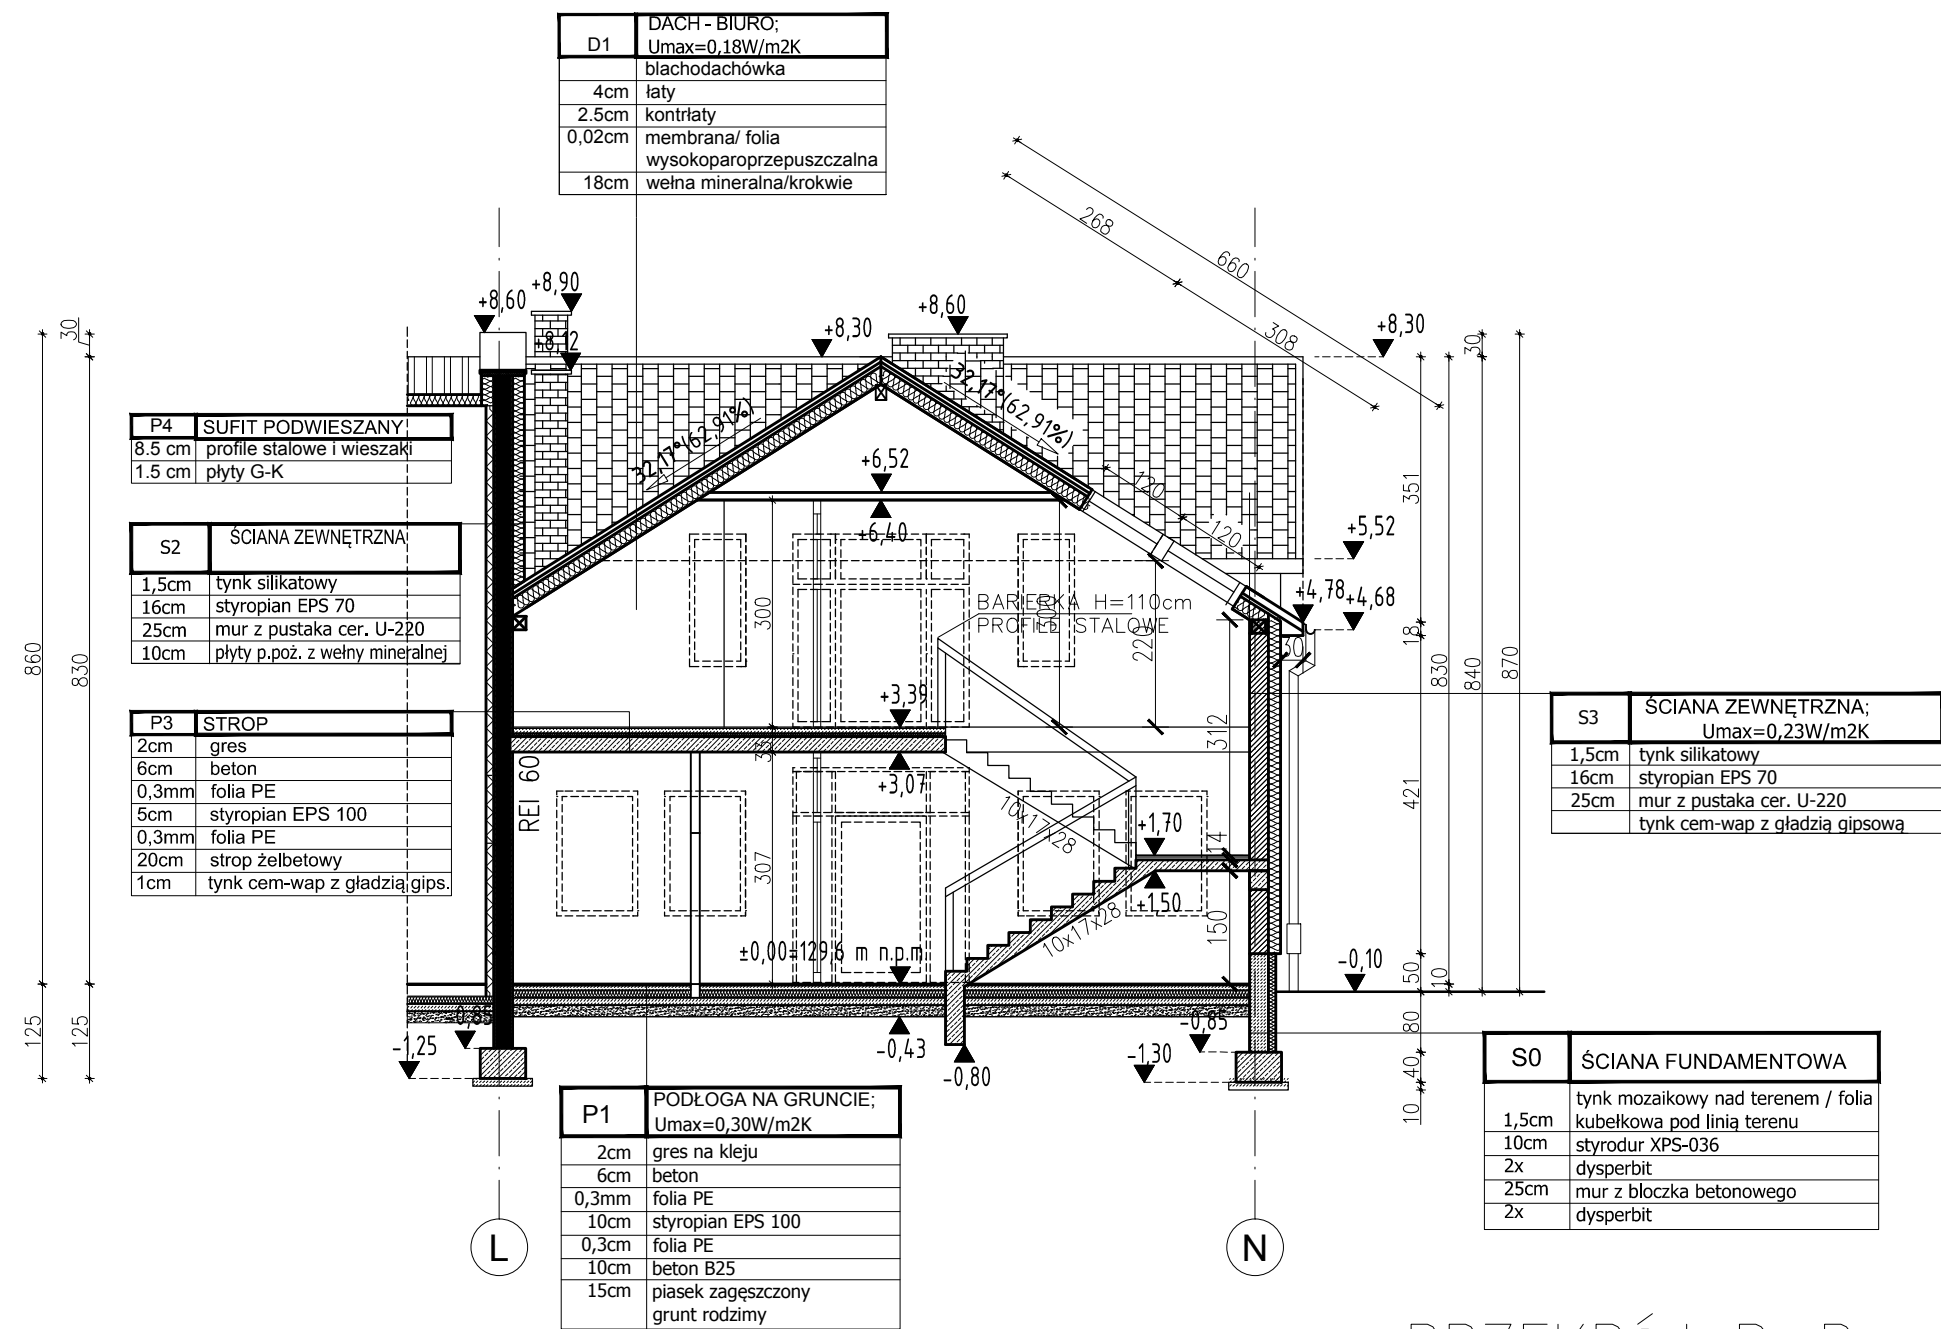 D1 DACH - BIURO;
Umax=0,18W/m2K
blachodachówka
4cm łaty
2.5cm kontrłaty
0,02cm membrana/ folia
wysokoparoprzepuszczalna
18cm wełna mineralna/krokwie
P4 SUFIT PODWIESZANY
8.5 cm profile stalowe i wieszaki
1.5 cm płyty G-K
S2 ŚCIANA ZEWNĘTRZNA
1,5cm tynk silikatowy
16cm styropian EPS 70
25cm mur z pustaka cer. U-220
10cm płyty p.poż. z wełny mineralnej
P3 STROP
2cm gres
6cm beton
0,3mm folia PE
5cm styropian EPS 100
0,3mm folia PE
20cm strop żelbetowy
1cm tynk cem-wap z gładzią gips.
860
30
830
125
125
+8,60
+8,90
+8,12
+8,30
+8,60
268
660
308
+8,30
32,17°(62,91%)
32,17°(62,91%)
+6,52
+6,40
120
120
+5,52
+4,78
+4,68
30
BARIERKA H=110cm
PROFILE STALOWE
300
220
312
+3,39
33
+3,07
REI 60
307
10x17x28
+1,70
14
+1,50
10x17x28
150
±0,00=129,6 m n.p.m
-0,10
-0,85
-1,25
-0,43
-0,80
-0,85
-1,30
351
18
421
50
80
40
10
10
830
30
840
870
S3 ŚCIANA ZEWNĘTRZNA;
Umax=0,23W/m2K
1,5cm tynk silikatowy
16cm styropian EPS 70
25cm mur z pustaka cer. U-220
tynk cem-wap z gładzią gipsową
S0 ŚCIANA FUNDAMENTOWA
tynk mozaikowy nad terenem / folia
1,5cm kubełkowa pod linią terenu
10cm styrodur XPS-036
2x dysperbit
25cm mur z bloczka betonowego
2x dysperbit
P1 PODŁOGA NA GRUNCIE;
Umax=0,30W/m2K
2cm gres na kleju
6cm beton
0,3mm folia PE
10cm styropian EPS 100
0,3cm folia PE
10cm beton B25
15cm piasek zagęszczony
grunt rodzimy
L
N